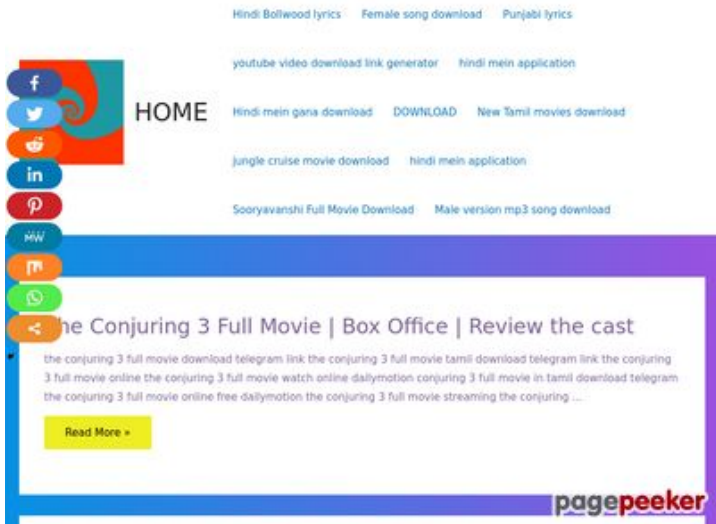 Hindi Bollwood lyrics Female song download Punjabi lyrics
youtube video download link generator hindi mein application
HOME
Hindi mein gana download DOWNLOAD New Tamil movies download
jungle cruise movie download hindi mein application
Sooryavanshi Full Movie Download Male version mp3 song download
he Conjuring 3 Full Movie | Box Office | Review the cast
the conjuring 3 full movie download telegram link the conjuring 3 full movie tamil download telegram link the conjuring
3 full movie online the conjuring 3 full movie watch online dailymotion conjuring 3 full movie in tamil download telegram
the conjuring 3 full movie online free dailymotion the conjuring 3 full movie streaming the conjuring ...
Read More »
pagepeeker